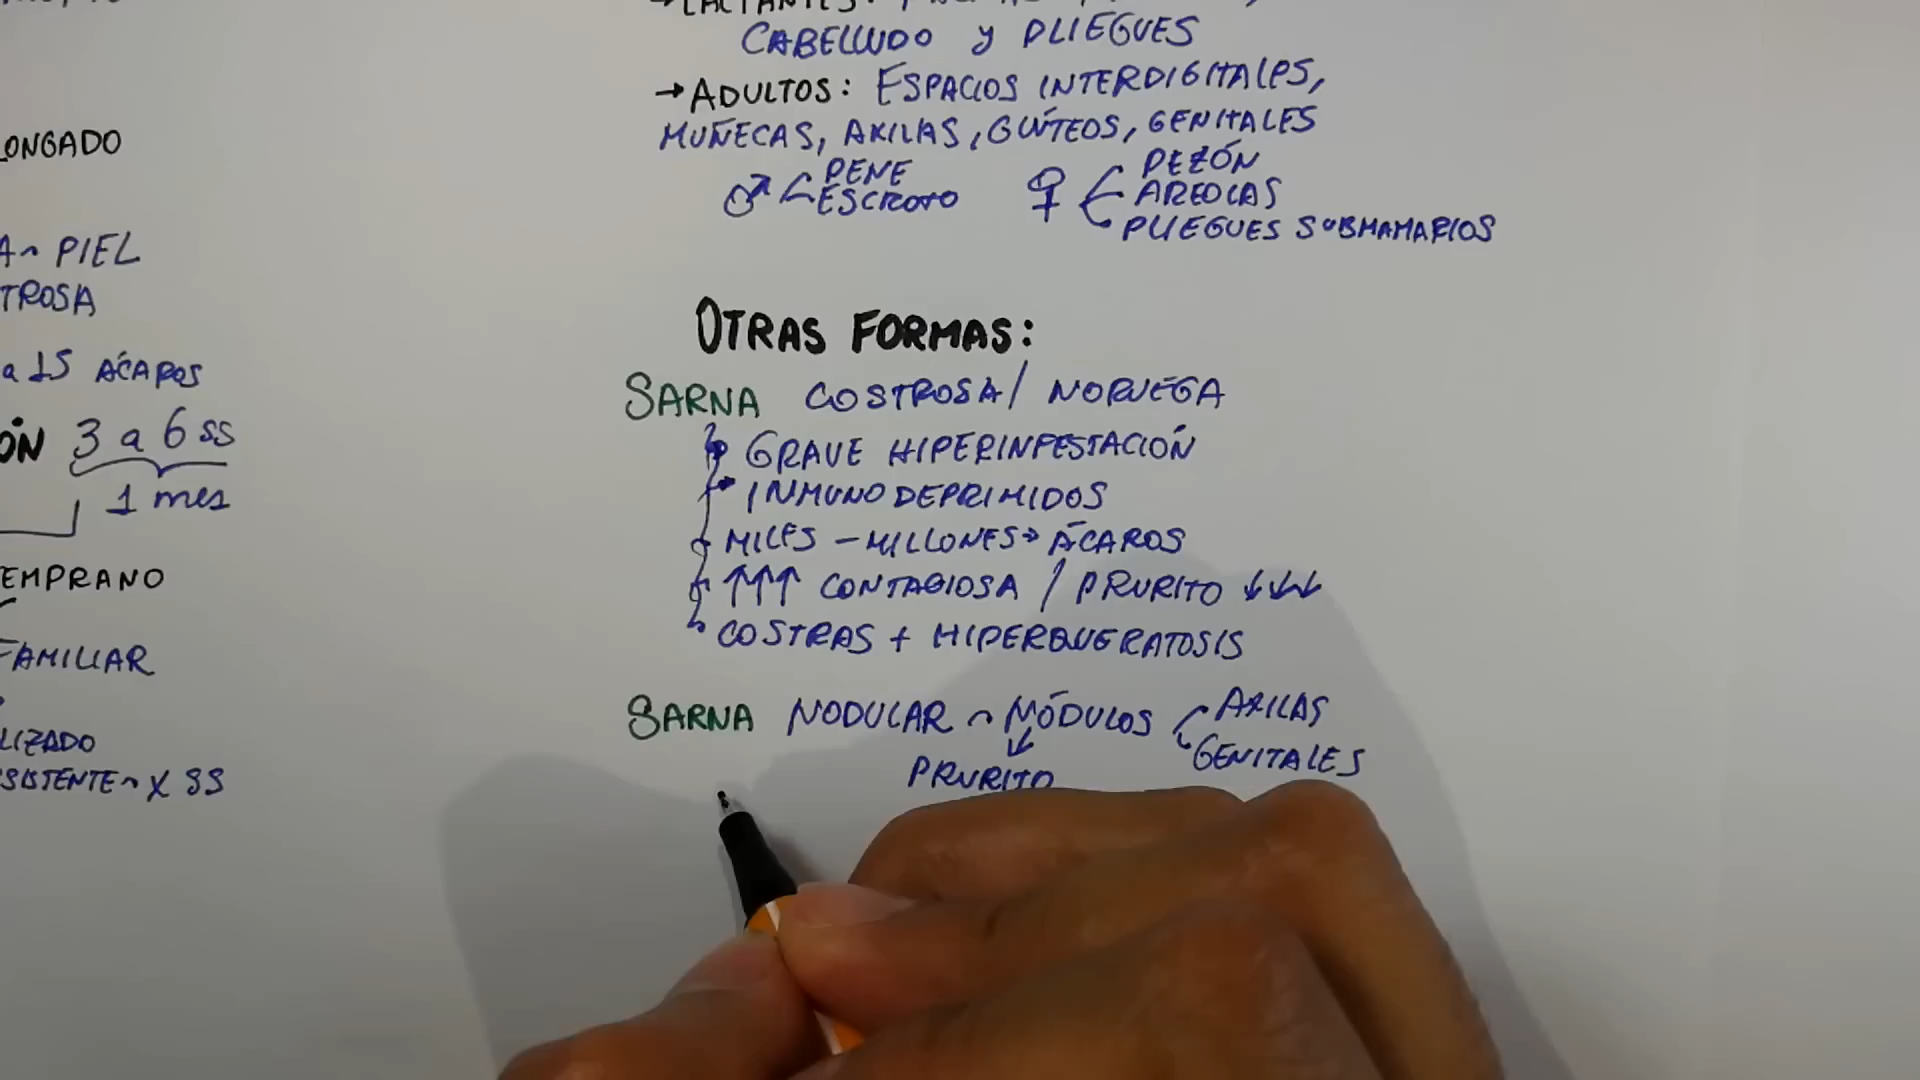 LONGADO
PIEL
TROSA
a 15 ÁCAROS
ÓN 3 a 6 SS
1 mes
EMPRANO
FAMILIAR
LIZADO
SISTENTE X SS
→ LACTANTES:
CABELLUDO y PLIEGUES
→ ADULTOS: ESPACIOS INTERDIGITALES,
MUÑECAS, AXILAS, GLÚTEOS, GENITALES
♂ < PENE
ESCROTO
♀ < PEZÓN
AREOLAS
PLIEGUES SUBMAMARIOS
OTRAS FORMAS:
SARNA COSTROSA / NORUEGA
GRAVE HIPERINFESTACIÓN
INMUNODEPRIMIDOS
MILES - MILLONES → ÁCAROS
↑↑↑ CONTAGIOSA / PRURITO ↓↓↓
COSTRAS + HIPERQUERATOSIS
SARNA NODULAR NÓDULOS < AXILAS
GENITALES
↓
PRURITO